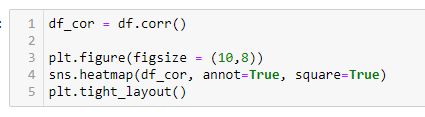 1 df_cor = df.corr()
2
3 plt.figure(figsize = (10,8))
4 sns.heatmap(df_cor, annot=True, square=True)
5 plt.tight_layout()